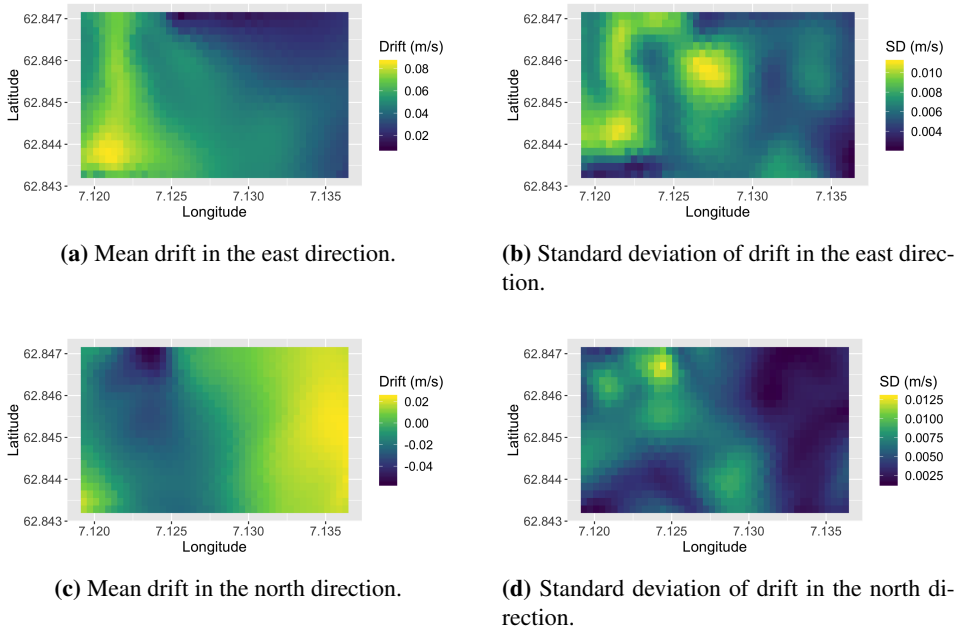 62.847
62.846
62.845
62.844
62.843
Latitude
7.120 7.125 7.130 7.135
Longitude
Drift (m/s)
0.08
0.06
0.04
0.02
(a) Mean drift in the east direction.
62.847
62.846
62.845
62.844
62.843
Latitude
7.120 7.125 7.130 7.135
Longitude
SD (m/s)
0.010
0.008
0.006
0.004
(b) Standard deviation of drift in the east direc-
tion.
62.847
62.846
62.845
62.844
62.843
Latitude
7.120 7.125 7.130 7.135
Longitude
Drift (m/s)
0.02
0.00
-0.02
-0.04
(c) Mean drift in the north direction.
62.847
62.846
62.845
62.844
62.843
Latitude
7.120 7.125 7.130 7.135
Longitude
SD (m/s)
0.0125
0.0100
0.0075
0.0050
0.0025
(d) Standard deviation of drift in the north di-
rection.